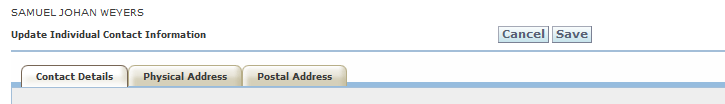 SAMUEL JOHAN WEYERS
Update Individual Contact Information Cancel Save
Contact Details Physical Address Postal Address